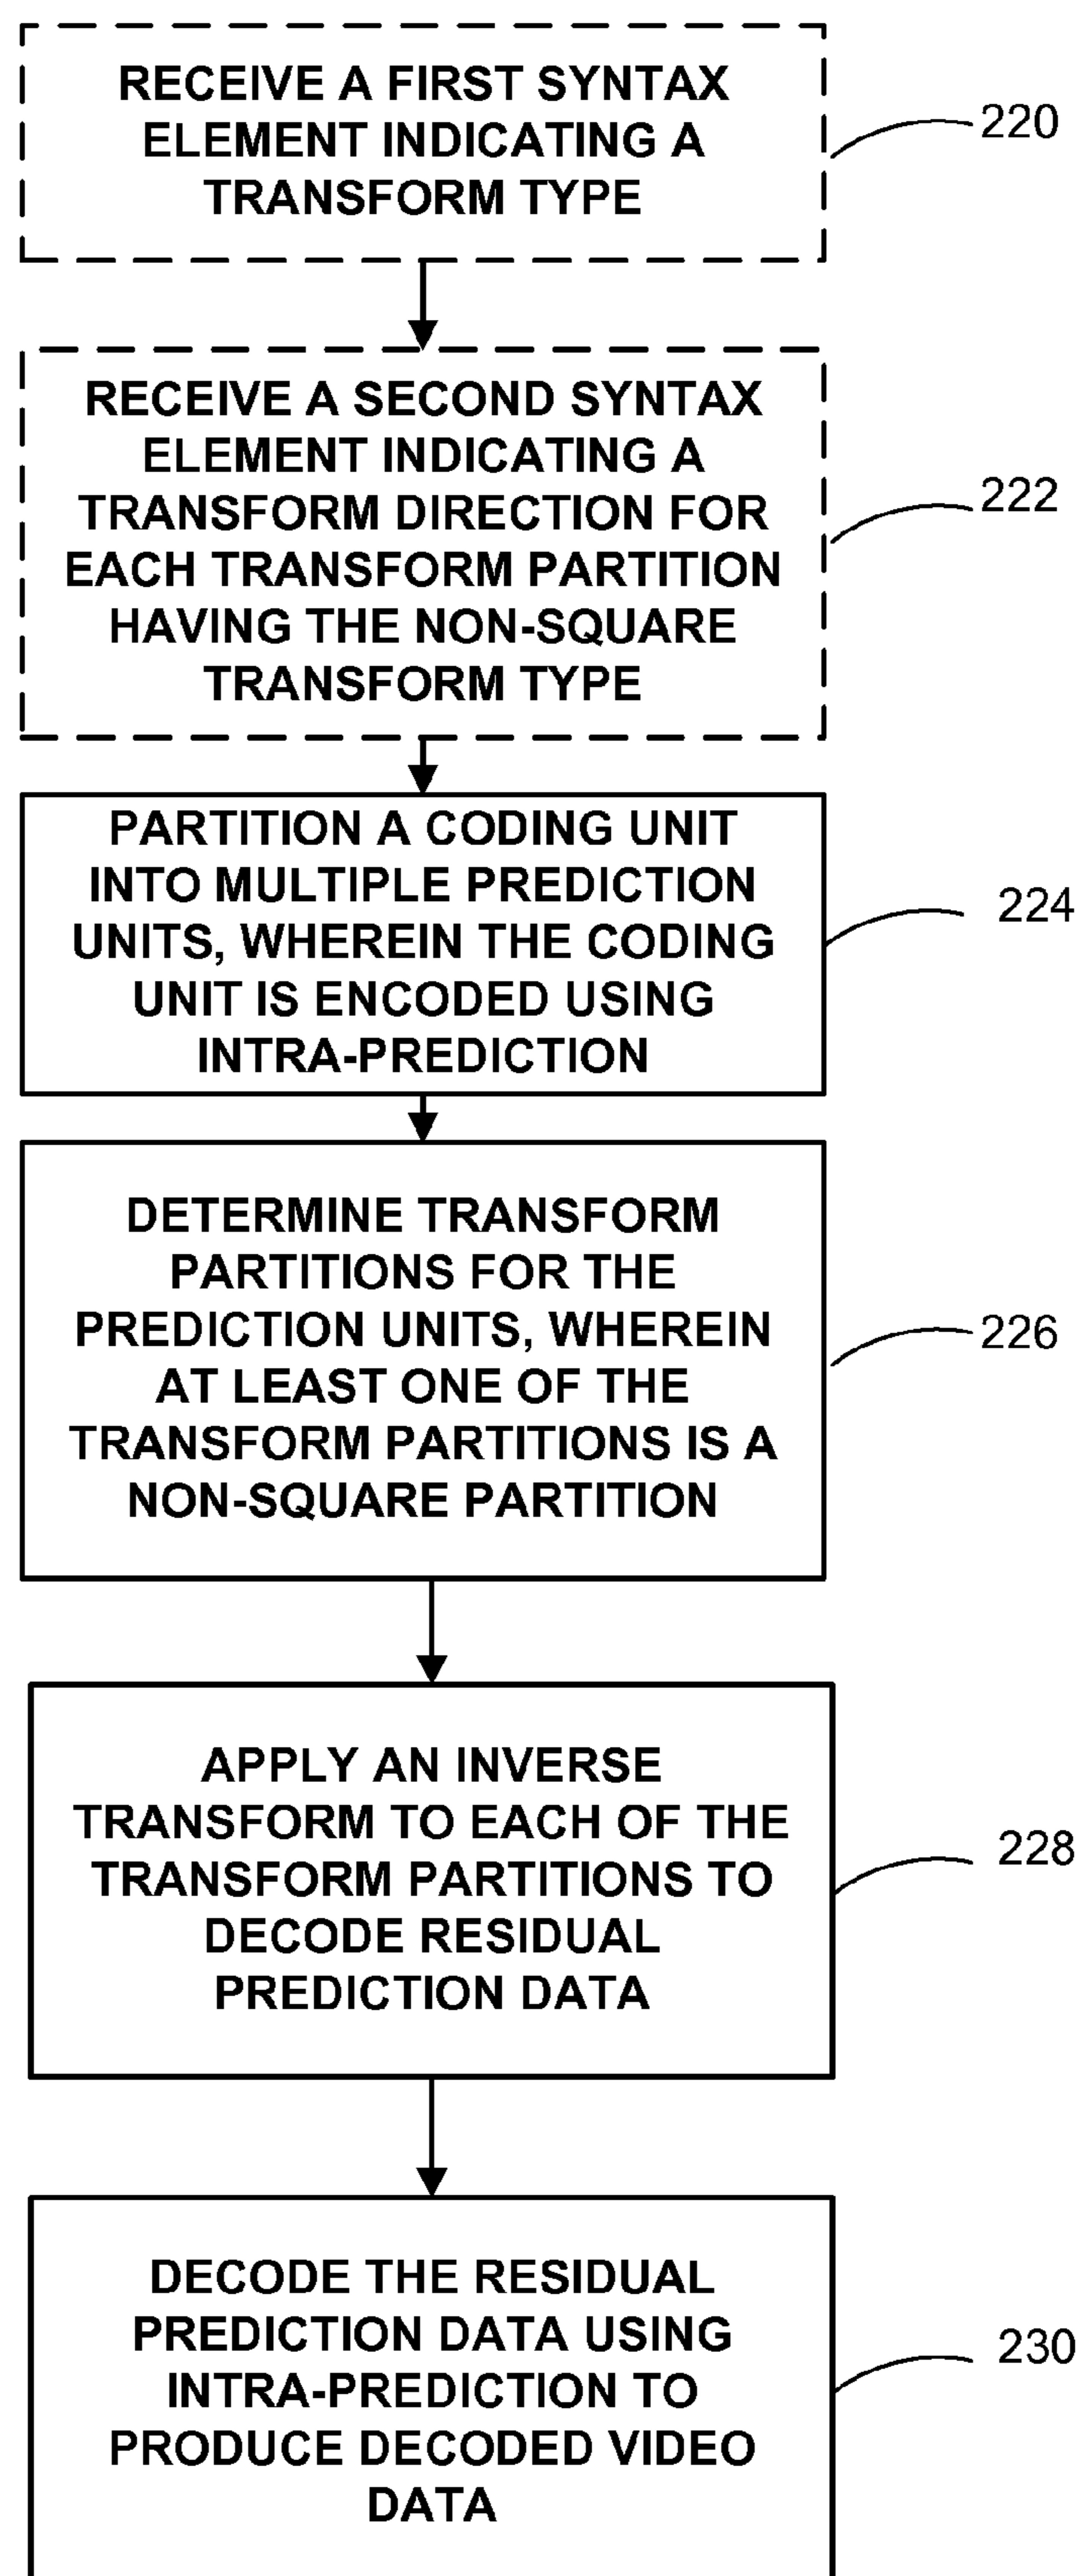 RECEIVE A FIRST SYNTAX
ELEMENT INDICATING A
TRANSFORM TYPE
220
RECEIVE A SECOND SYNTAX
ELEMENT INDICATING A
TRANSFORM DIRECTION FOR
EACH TRANSFORM PARTITION
HAVING THE NON-SQUARE
TRANSFORM TYPE
222
PARTITION A CODING UNIT
INTO MULTIPLE PREDICTION
UNITS, WHEREIN THE CODING
UNIT IS ENCODED USING
INTRA-PREDICTION
224
DETERMINE TRANSFORM
PARTITIONS FOR THE
PREDICTION UNITS, WHEREIN
AT LEAST ONE OF THE
TRANSFORM PARTITIONS IS A
NON-SQUARE PARTITION
226
APPLY AN INVERSE
TRANSFORM TO EACH OF THE
TRANSFORM PARTITIONS TO
DECODE RESIDUAL
PREDICTION DATA
228
DECODE THE RESIDUAL
PREDICTION DATA USING
INTRA-PREDICTION TO
PRODUCE DECODED VIDEO
DATA
230